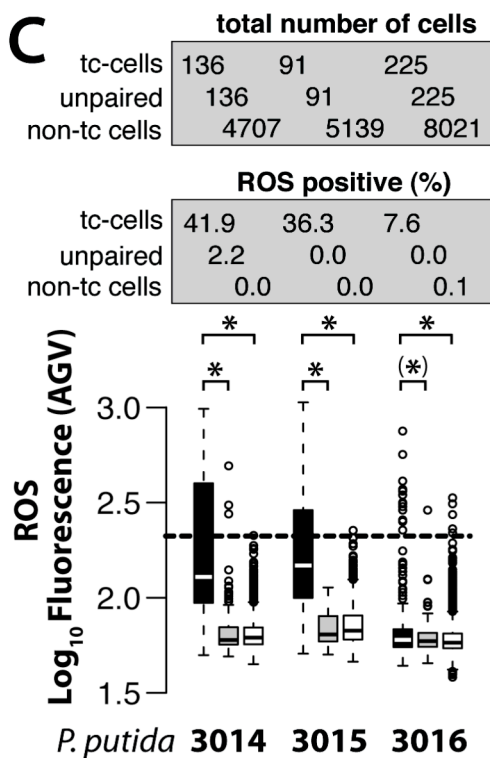 C
total number of cells
tc-cells 136 91 225
unpaired 136 91 225
non-tc cells 4707 5139 8021
ROS positive (%)
tc-cells 41.9 36.3 7.6
unpaired 2.2 0.0 0.0
non-tc cells 0.0 0.0 0.1
* * *
* * (*)
ROS
Log10 Fluorescence (AGV)
3.0
2.5
2.0
1.5
P. putida 3014 3015 3016